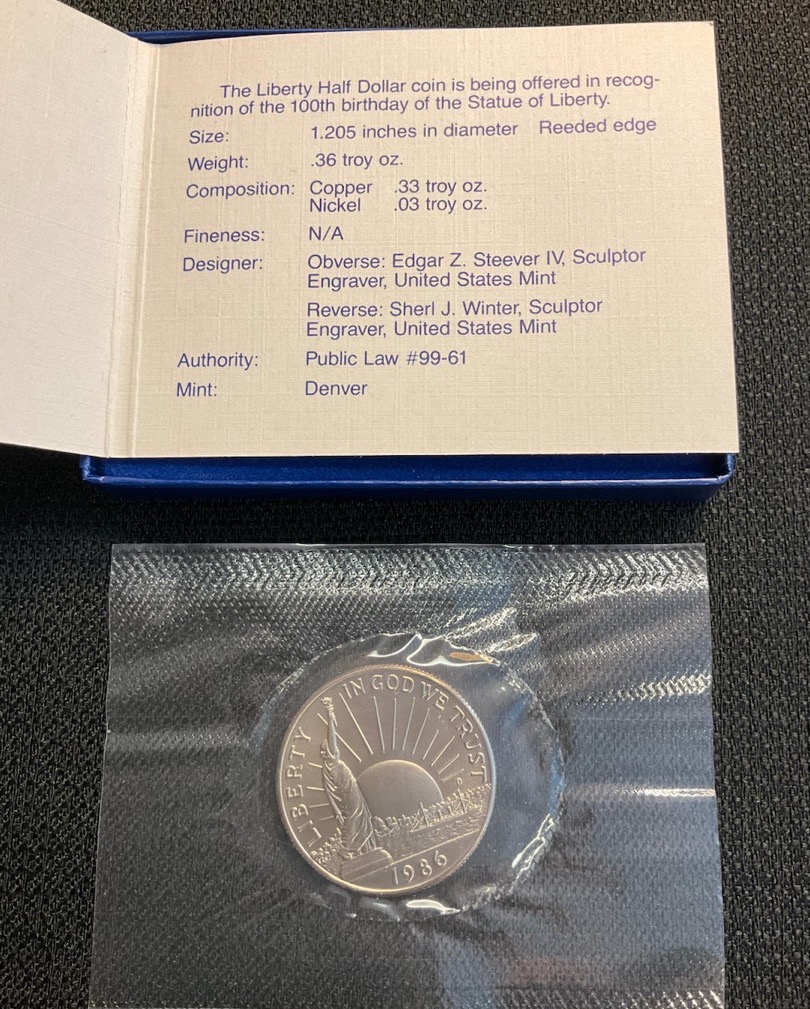 The Liberty Half Dollar coin is being offered in recog-
nition of the 100th birthday of the Statue of Liberty.
Size: 1.205 inches in diameter Reeded edge
Weight: .36 troy oz.
Composition: Copper .33 troy oz.
Nickel .03 troy oz.
Fineness: N/A
Designer: Obverse: Edgar Z. Steever IV, Sculptor
Engraver, United States Mint
Reverse: Sherl J. Winter, Sculptor
Engraver, United States Mint
Authority: Public Law #99-61
Mint: Denver
LIBERTY
IN GOD WE TRUST
D
1986